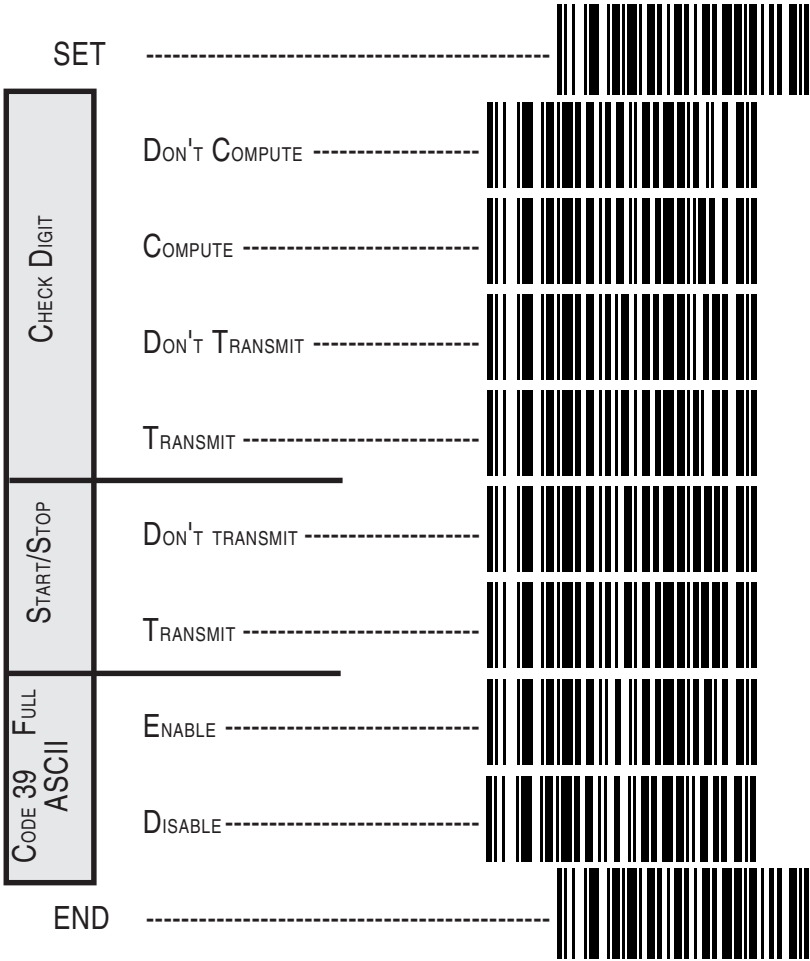 SET
CHECK DIGIT
DON'T COMPUTE
COMPUTE
DON'T TRANSMIT
TRANSMIT
START/STOP
DON'T TRANSMIT
TRANSMIT
CODE 39 FULL
ASCII
ENABLE
DISABLE
END